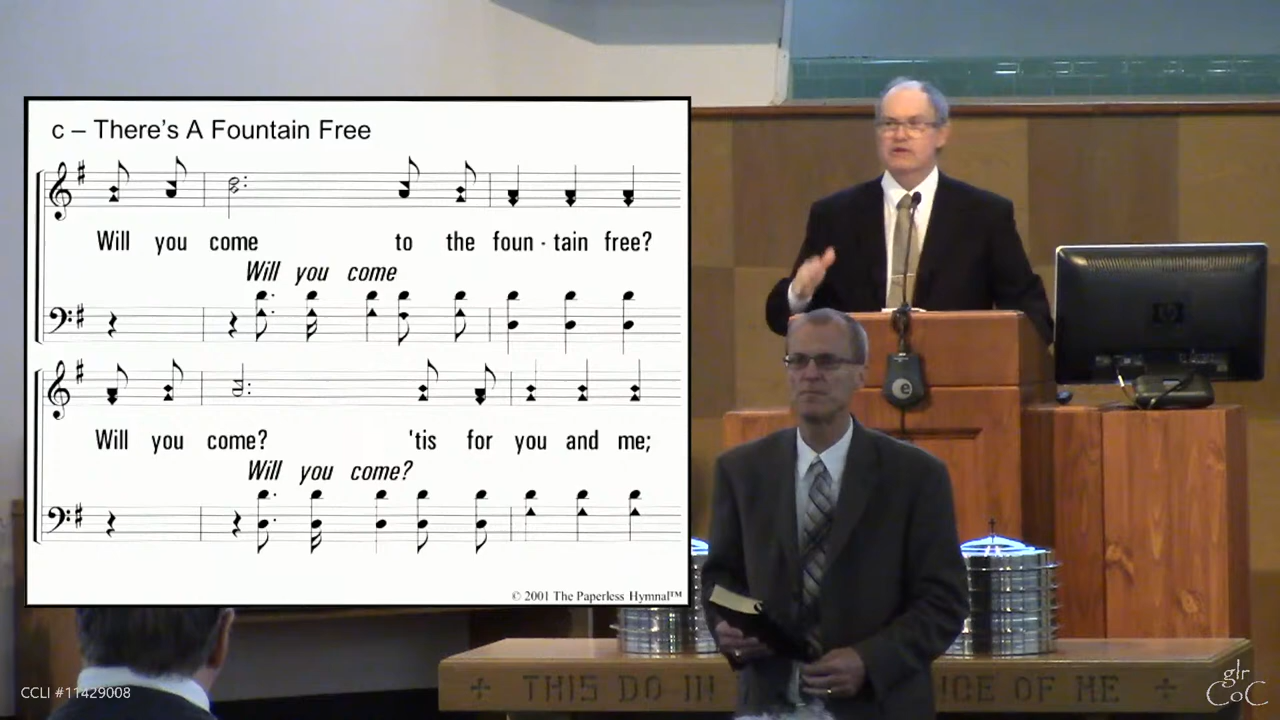 c – There's A Fountain Free
Will you come to the foun - tain free?
Will you come
Will you come? 'tis for you and me;
Will you come?
© 2001 The Paperless Hymnal™
hp
e
THIS DO IN
NCE OF ME
CCLI #11429008
glr
CoC